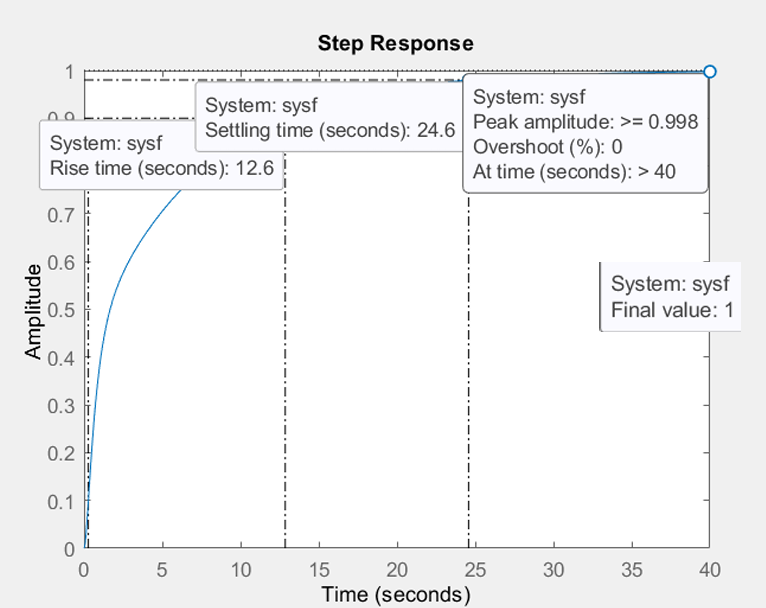 Step Response
1
System: sysf
Settling time (seconds): 24.6
System: sysf
Peak amplitude: >= 0.998
Overshoot (%): 0
At time (seconds): > 40
0.9
System: sysf
Rise time (seconds): 12.6
0.7
0.6
System: sysf
Final value: 1
0.5
0.4
0.3
0.2
0.1
0
0 5 10 15 20 25 30 35 40
Amplitude
Time (seconds)